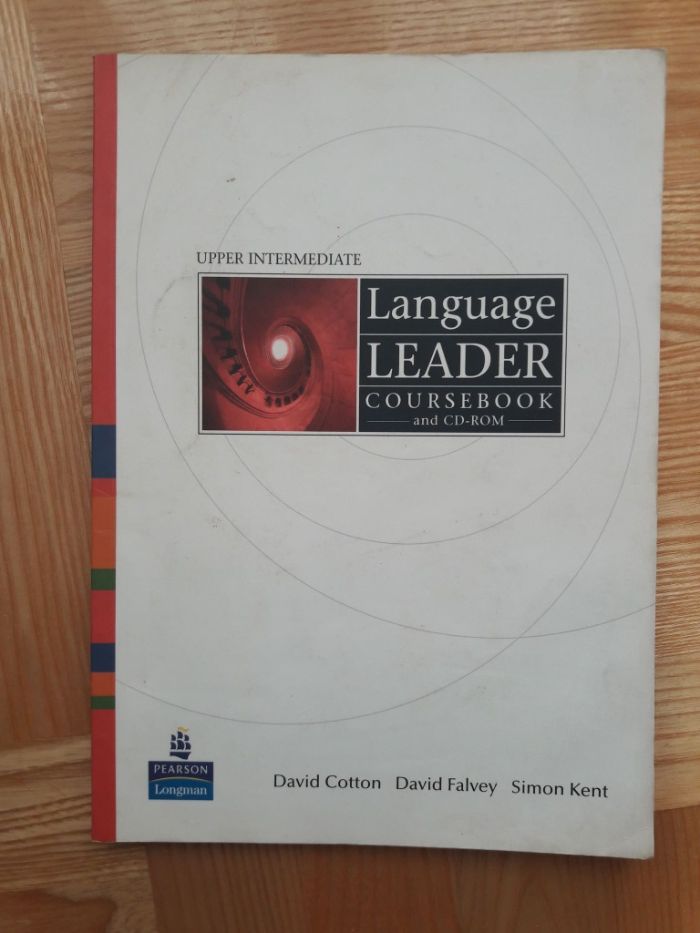 UPPER INTERMEDIATE
Language
LEADER
COURSEBOOK
and CD-ROM
PEARSON
Longman
David Cotton David Falvey Simon Kent